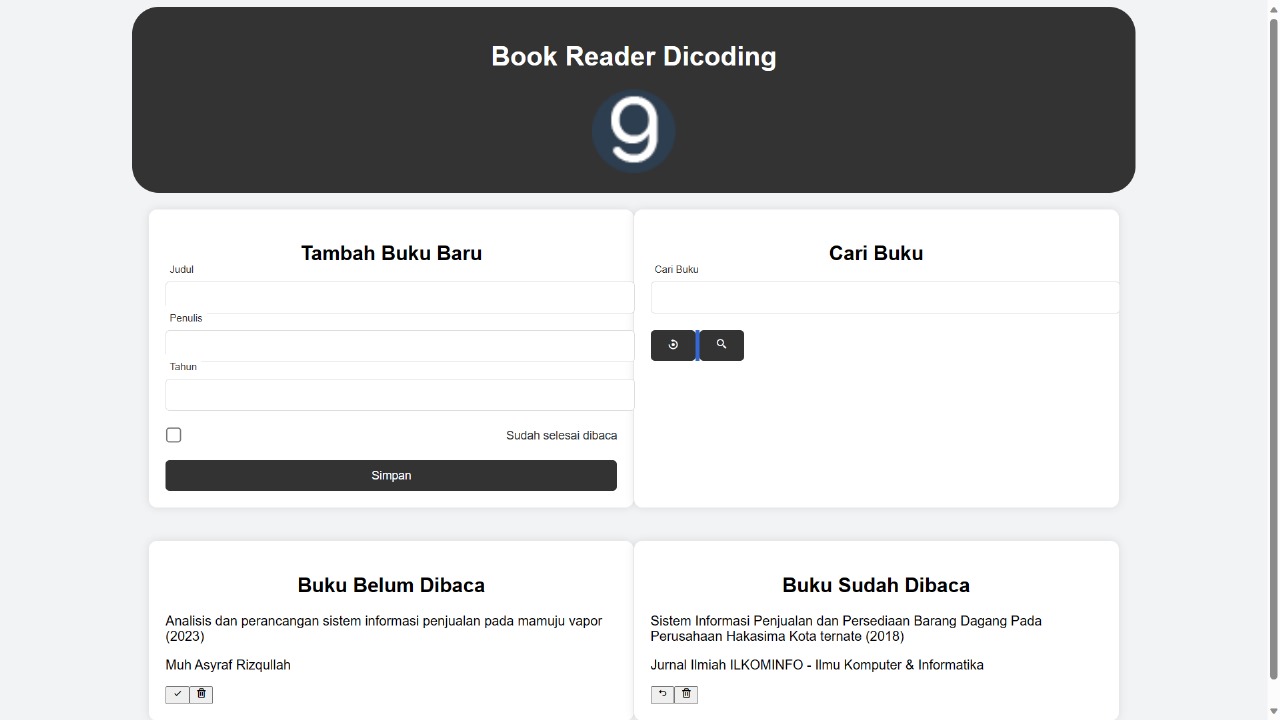 Book Reader Dicoding
9
Tambah Buku Baru
Judul
Penulis
Tahun
Sudah selesai dibaca
Simpan
Cari Buku
Cari Buku
Buku Belum Dibaca
Analisis dan perancangan sistem informasi penjualan pada mamuju vapor
(2023)
Muh Asyraf Rizqullah
Buku Sudah Dibaca
Sistem Informasi Penjualan dan Persediaan Barang Dagang Pada
Perusahaan Hakasima Kota ternate (2018)
Jurnal Ilmiah ILKOMINFO - Ilmu Komputer & Informatika